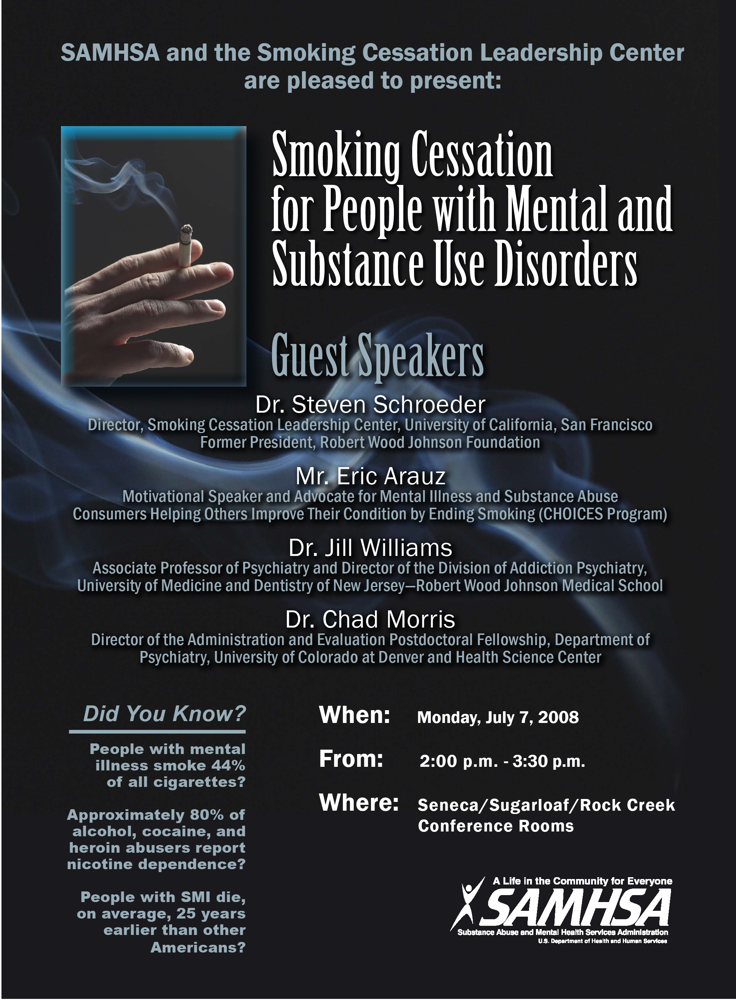 SAMHSA and the Smoking Cessation Leadership Center
are pleased to present:
Smoking Cessation
for People with Mental and
Substance Use Disorders
Guest Speakers
Dr. Steven Schroeder
Director, Smoking Cessation Leadership Center, University of California, San Francisco
Former President, Robert Wood Johnson Foundation
Mr. Eric Arauz
Motivational Speaker and Advocate for Mental Illness and Substance Abuse
Consumers Helping Others Improve Their Condition by Ending Smoking (CHOICES Program)
Dr. Jill Williams
Associate Professor of Psychiatry and Director of the Division of Addiction Psychiatry,
University of Medicine and Dentistry of New Jersey—Robert Wood Johnson Medical School
Dr. Chad Morris
Director of the Administration and Evaluation Postdoctoral Fellowship, Department of
Psychiatry, University of Colorado at Denver and Health Science Center
Did You Know?
People with mental
illness smoke 44%
of all cigarettes?
Approximately 80% of
alcohol, cocaine, and
heroin abusers report
nicotine dependence?
People with SMI die,
on average, 25 years
earlier than other
Americans?
When: Monday, July 7, 2008
From: 2:00 p.m. - 3:30 p.m.
Where: Seneca/Sugarloaf/Rock Creek
Conference Rooms
A Life in the Community for Everyone
SAMHSA
Substance Abuse and Mental Health Services Administration
U.S. Department of Health and Human Services